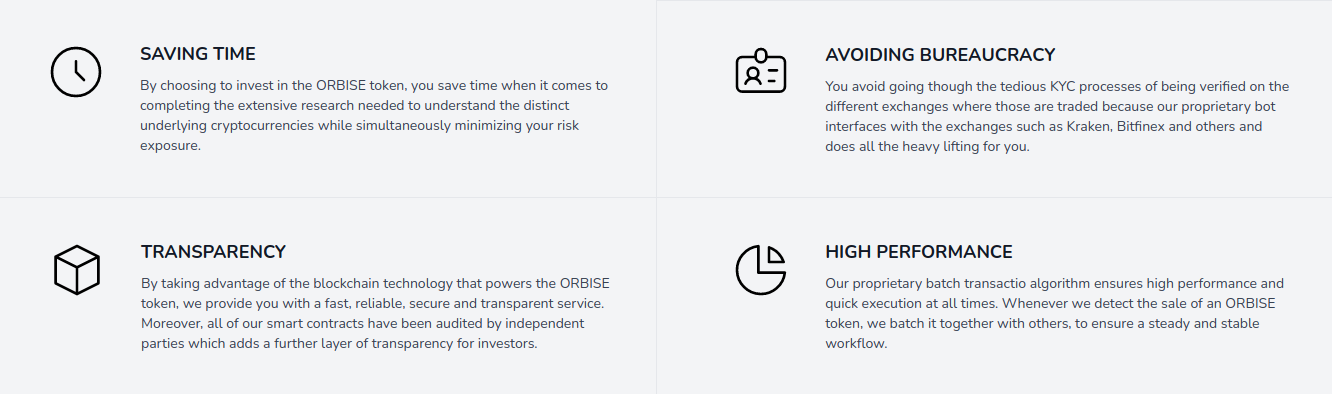 SAVING TIME
By choosing to invest in the ORBISE token, you save time when it comes to
completing the extensive research needed to understand the distinct
underlying cryptocurrencies while simultaneously minimizing your risk
exposure.
AVOIDING BUREAUCRACY
You avoid going though the tedious KYC processes of being verified on the
different exchanges where those are traded because our proprietary bot
interfaces with the exchanges such as Kraken, Bitfinex and others and
does all the heavy lifting for you.
TRANSPARENCY
By taking advantage of the blockchain technology that powers the ORBISE
token, we provide you with a fast, reliable, secure and transparent service.
Moreover, all of our smart contracts have been audited by independent
parties which adds a further layer of transparency for investors.
HIGH PERFORMANCE
Our proprietary batch transactio algorithm ensures high performance and
quick execution at all times. Whenever we detect the sale of an ORBISE
token, we batch it together with others, to ensure a steady and stable
workflow.